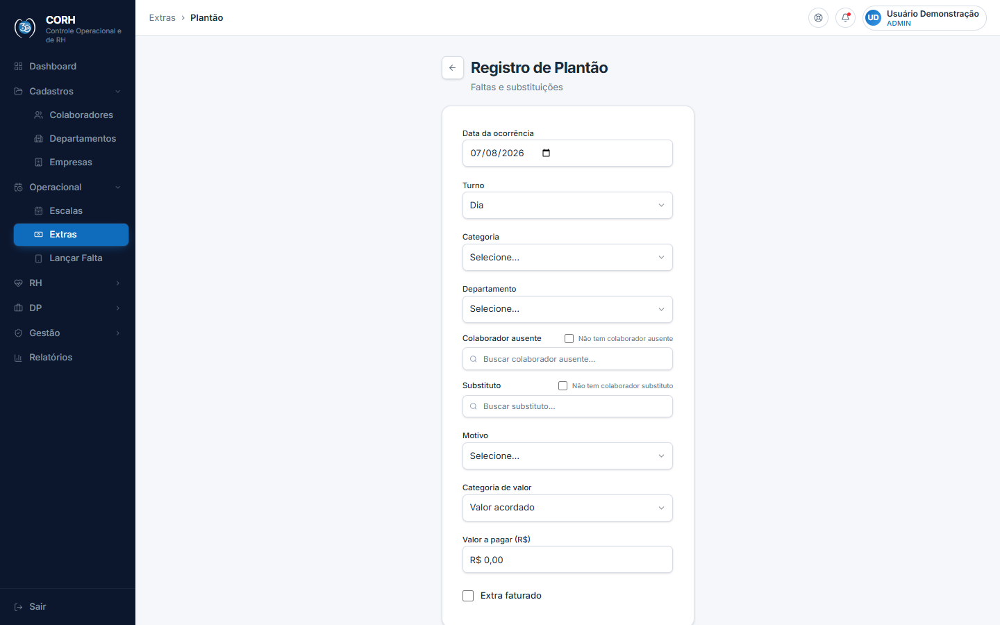 CORH
Controle Operacional e
de RH
Dashboard
Cadastros
Colaboradores
Departamentos
Empresas
Operacional
Escalas
Extras
Lançar Falta
RH
DP
Gestão
Relatórios
Sair
Extras > Plantão
UD
Usuário Demonstração
ADMIN
Registro de Plantão
Faltas e substituições
Data da ocorrência
07/08/2026
Turno
Dia
Categoria
Selecione...
Departamento
Selecione...
Colaborador ausente
Não tem colaborador ausente
Buscar colaborador ausente...
Substituto
Não tem colaborador substituto
Buscar substituto...
Motivo
Selecione...
Categoria de valor
Valor acordado
Valor a pagar (R$)
R$ 0,00
Extra faturado